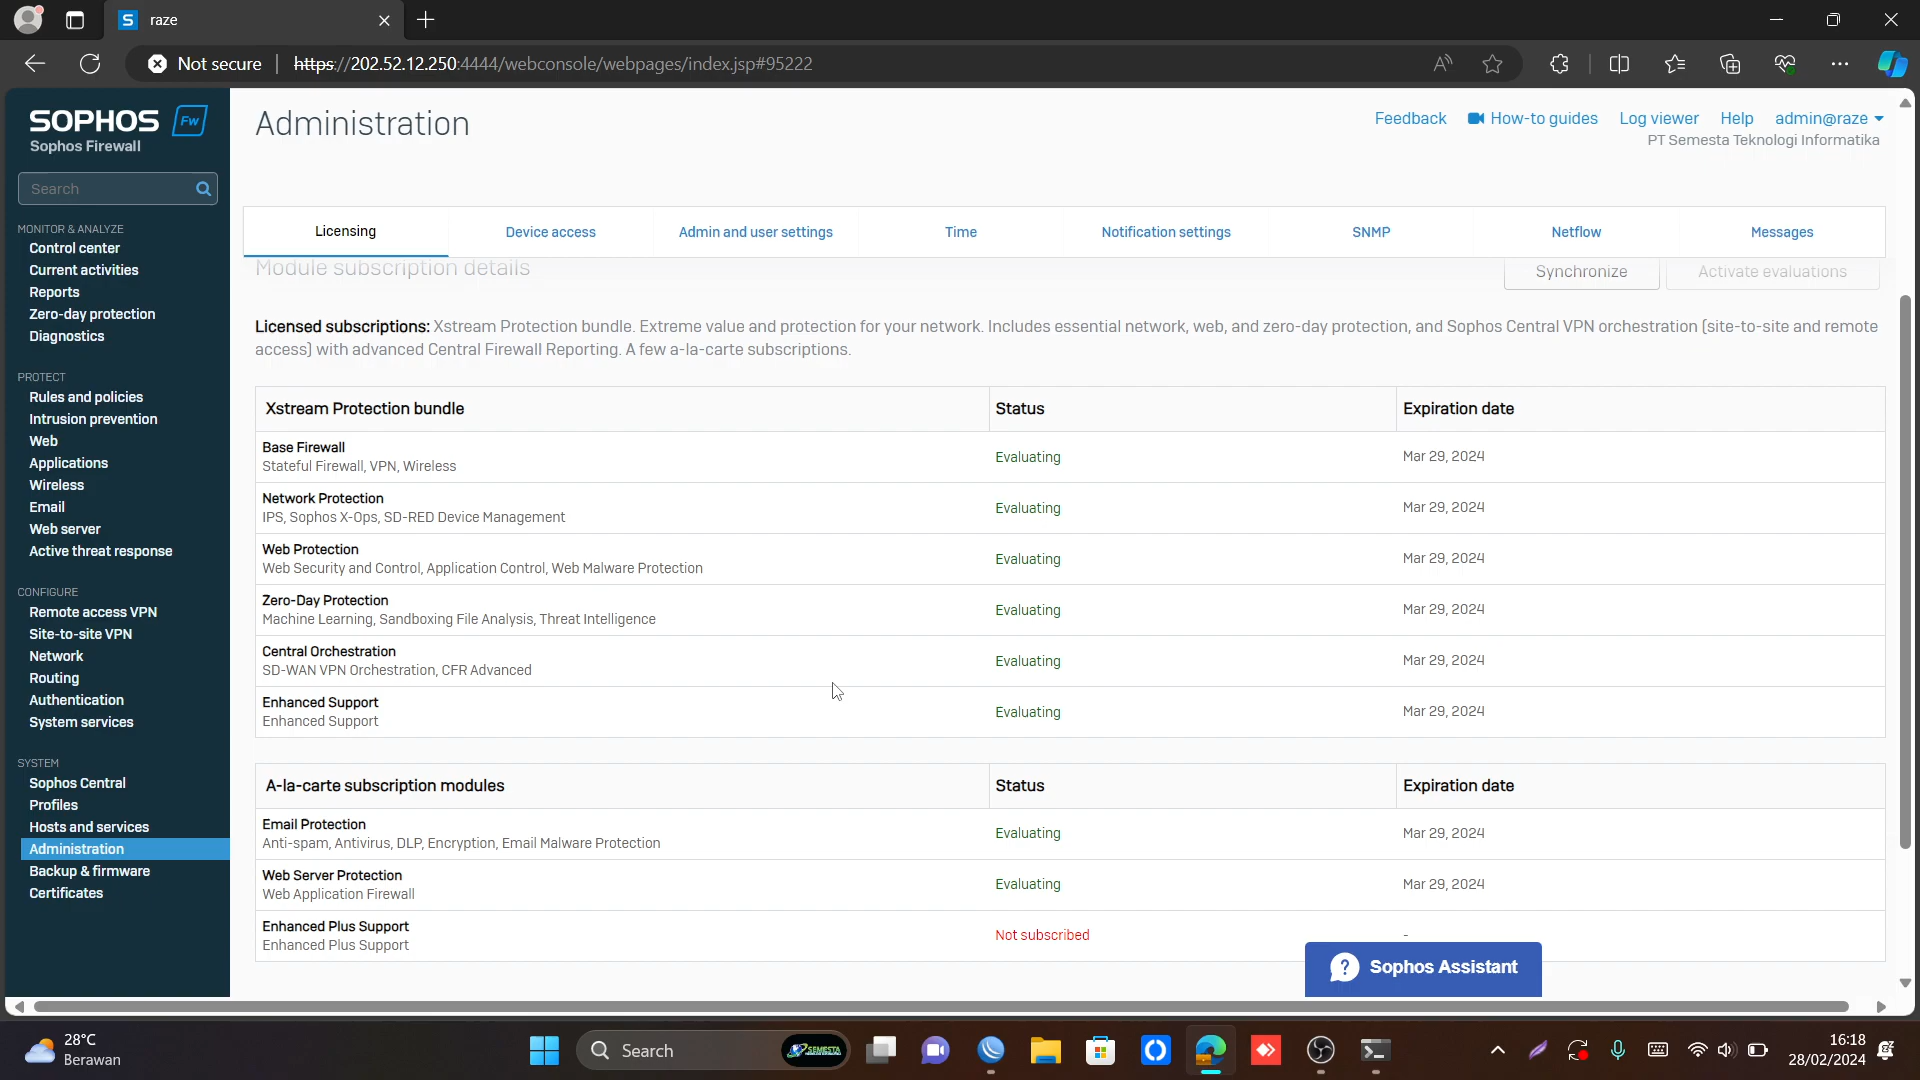 raze
Not secure
https://202.52.12.250:4444/webconsole/webpages/index.jsp#95222
SOPHOS Fw
Sophos Firewall
Search
MONITOR & ANALYZE
Control center
Current activities
Reports
Zero-day protection
Diagnostics
PROTECT
Rules and policies
Intrusion prevention
Web
Applications
Wireless
Email
Web server
Active threat response
CONFIGURE
Remote access VPN
Site-to-site VPN
Network
Routing
Authentication
System services
SYSTEM
Sophos Central
Profiles
Hosts and services
Administration
Backup & firmware
Certificates
Administration
Feedback How-to guides Log viewer Help admin@raze
PT Semesta Teknologi Informatika
Licensing Device access Admin and user settings Time Notification settings SNMP Netflow Messages
Module subscription details Synchronize Activate evaluations
Licensed subscriptions: Xstream Protection bundle. Extreme value and protection for your network. Includes essential network, web, and zero-day protection, and Sophos Central VPN orchestration (site-to-site and remote
access) with advanced Central Firewall Reporting. A few a-la-carte subscriptions.
Xstream Protection bundle Status Expiration date
Base Firewall
Stateful Firewall, VPN, Wireless
Evaluating Mar 29, 2024
Network Protection
IPS, Sophos X-Ops, SD-RED Device Management
Evaluating Mar 29, 2024
Web Protection
Web Security and Control, Application Control, Web Malware Protection
Evaluating Mar 29, 2024
Zero-Day Protection
Machine Learning, Sandboxing File Analysis, Threat Intelligence
Evaluating Mar 29, 2024
Central Orchestration
SD-WAN VPN Orchestration, CFR Advanced
Evaluating Mar 29, 2024
Enhanced Support
Enhanced Support
Evaluating Mar 29, 2024
A-la-carte subscription modules Status Expiration date
Email Protection
Anti-spam, Antivirus, DLP, Encryption, Email Malware Protection
Evaluating Mar 29, 2024
Web Server Protection
Web Application Firewall
Evaluating Mar 29, 2024
Enhanced Plus Support
Enhanced Plus Support
Not subscribed -
Sophos Assistant
28°C
Berawan
Search
SEMESTA
16:18
28/02/2024